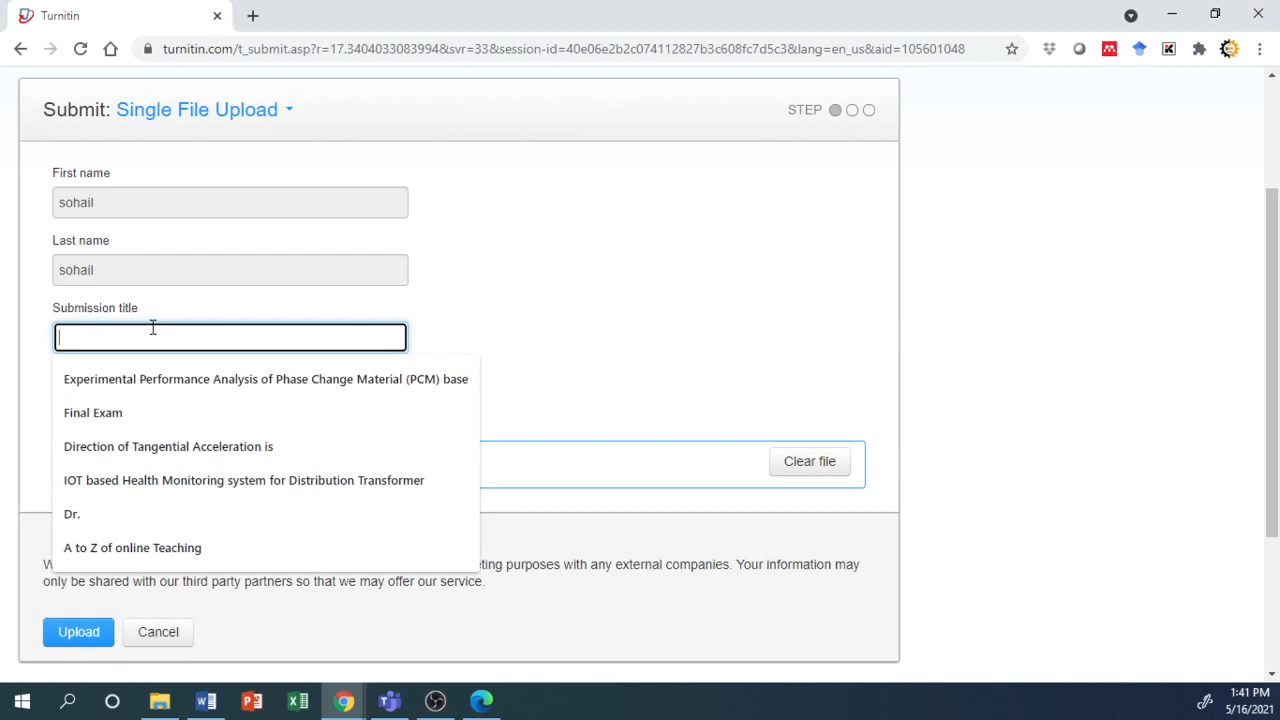 Turnitin
turnitin.com/t_submit.asp?r=17.3404033083994&svr=33&session-id=40e06e2b2c074112827b3c608fc7d5c3&lang=en_us&aid=105601048
Submit: Single File Upload
STEP
First name
sohail
Last name
sohail
Submission title
Experimental Performance Analysis of Phase Change Material (PCM) base
Final Exam
Direction of Tangential Acceleration is
IOT based Health Monitoring system for Distribution Transformer
Dr.
A to Z of online Teaching
Clear file
W
eting purposes with any external companies. Your information may
only be shared with our third party partners so that we may offer our service.
Upload
Cancel
1:41 PM
5/16/2021